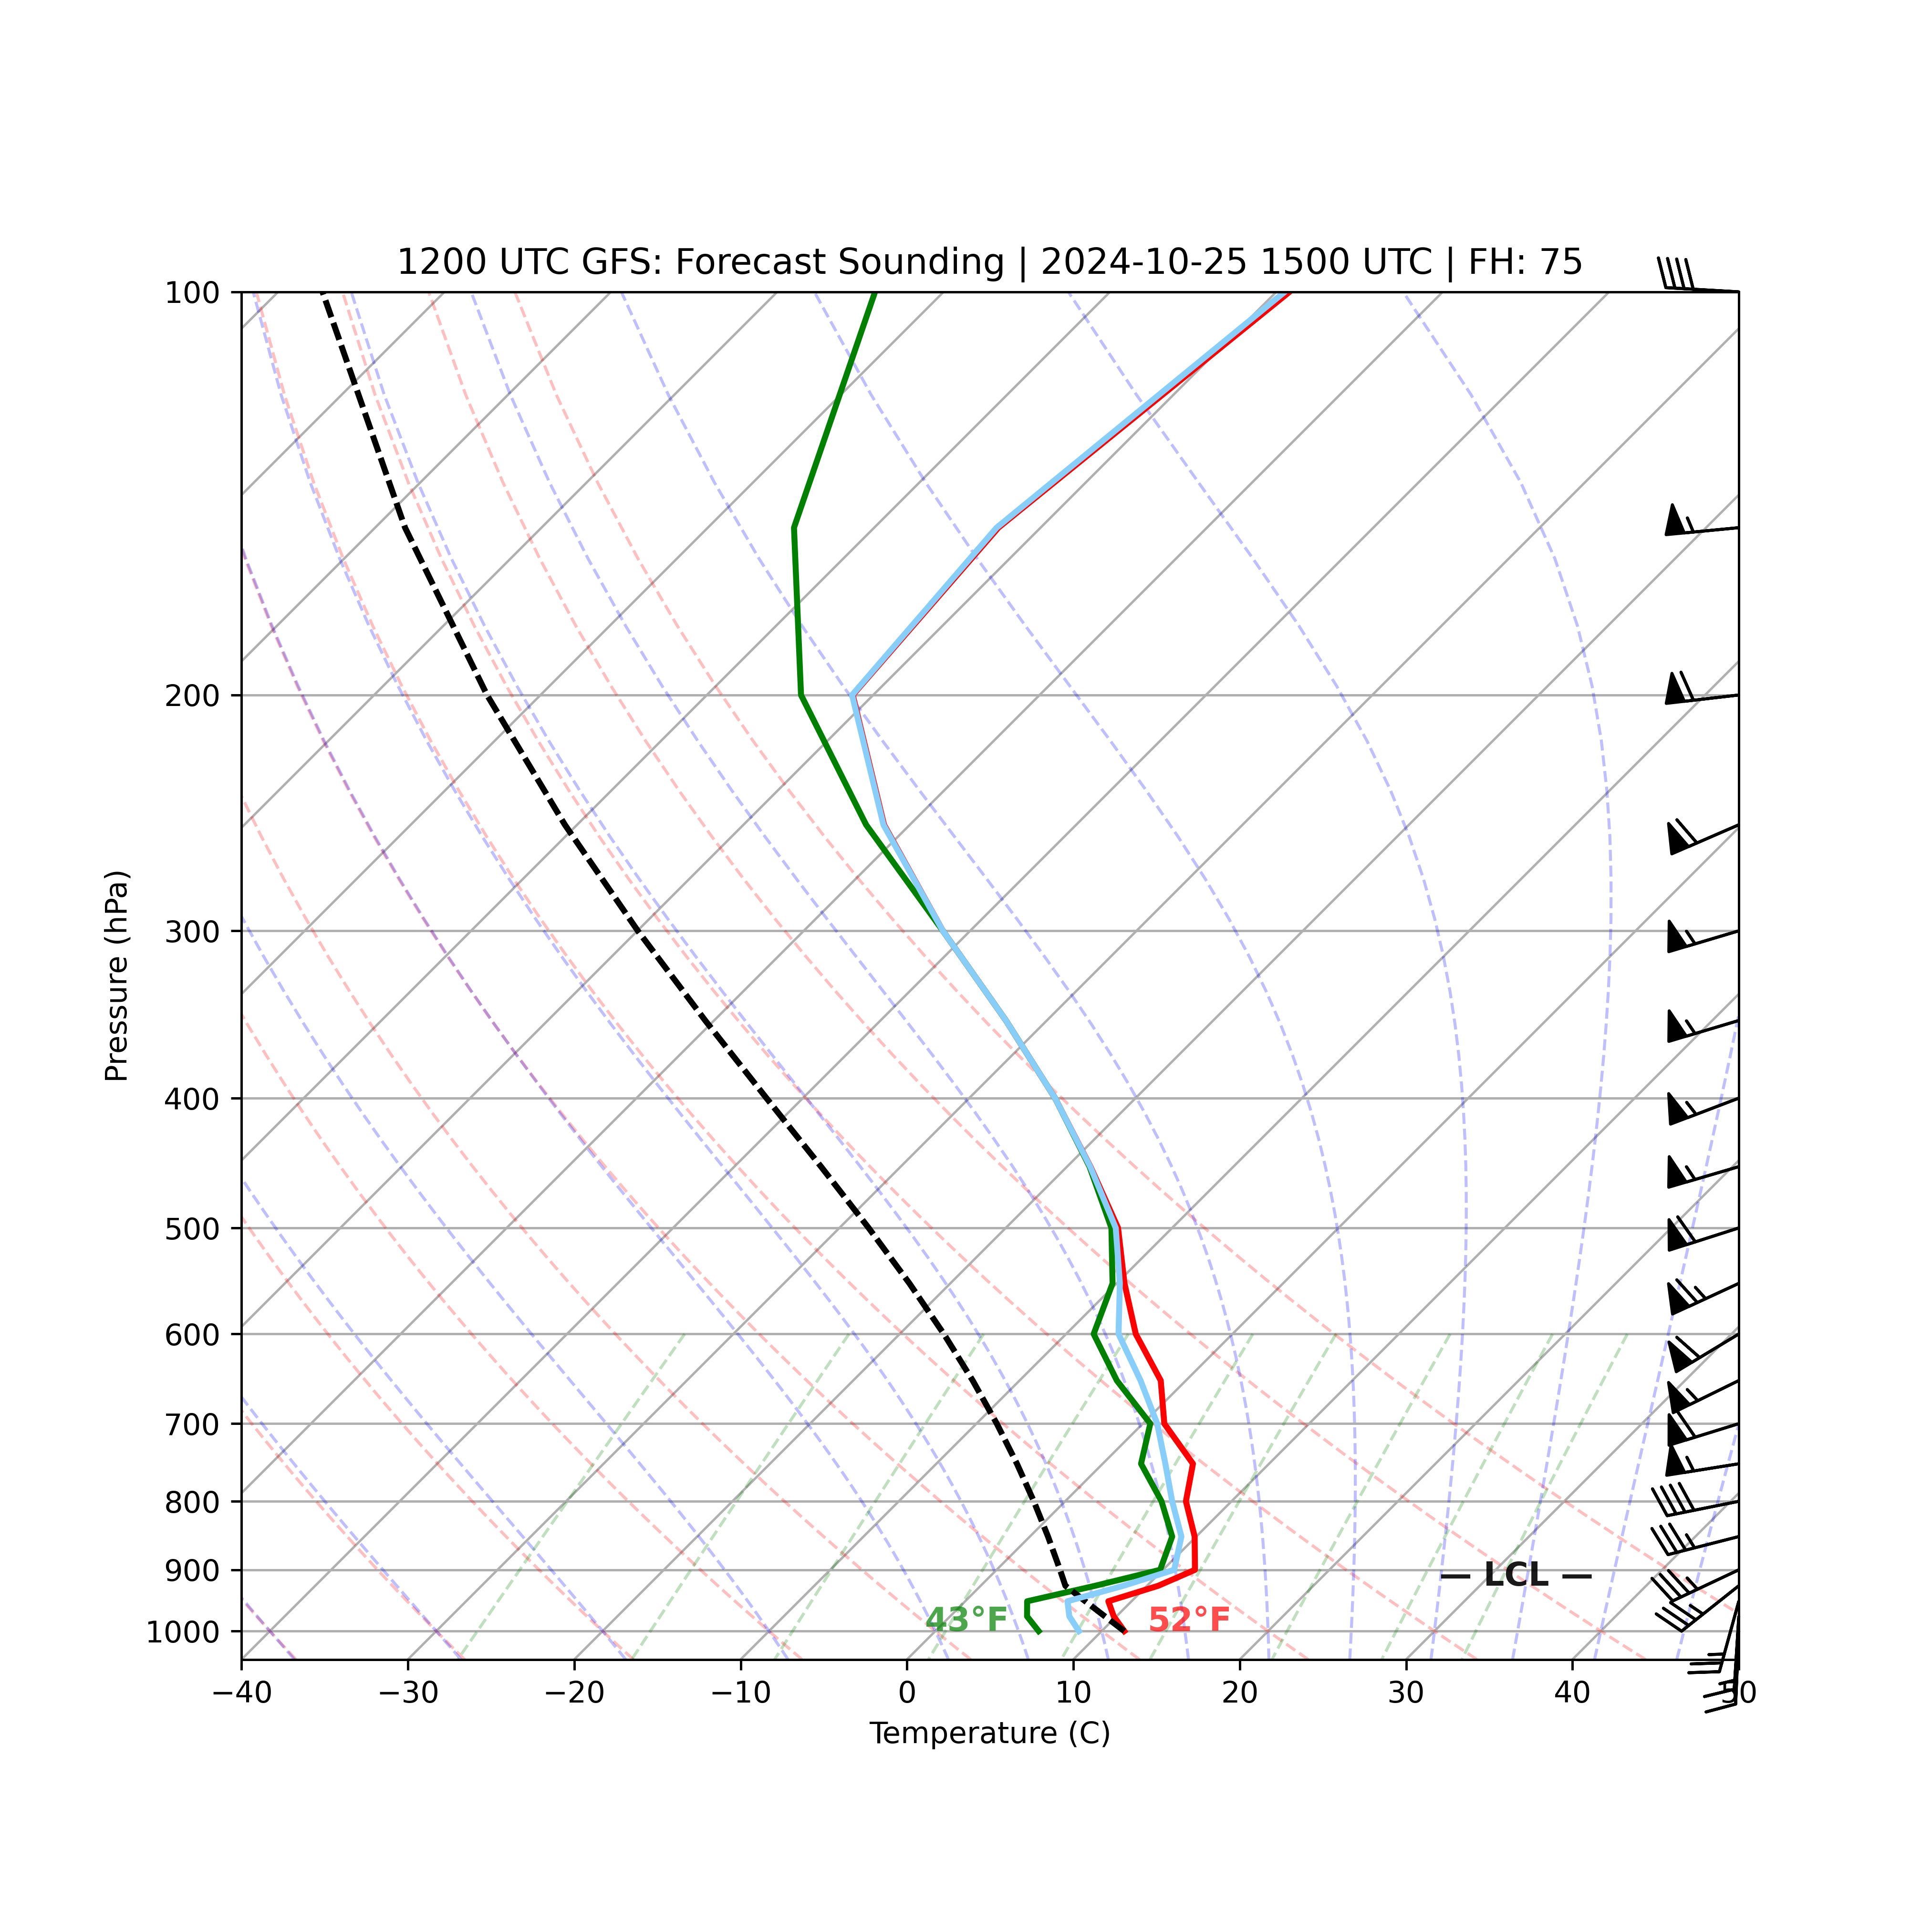 1200 UTC GFS: Forecast Sounding | 2024-10-25 1500 UTC | FH: 75
100
200
300
400
500
600
700
800
900
1000
Pressure (hPa)
— LCL —
43°F
52°F
−40 −30 −20 −10 0 10 20 30 40 50
Temperature (C)